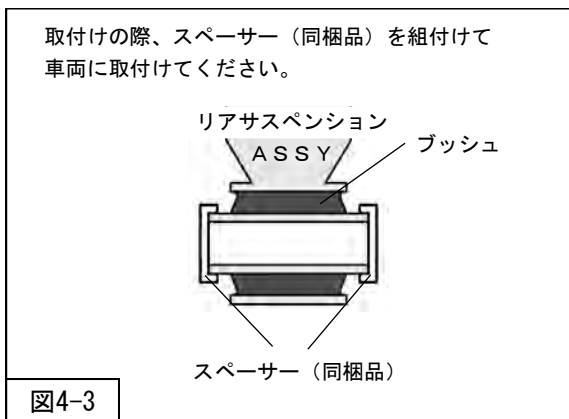 取付けの際、スペーサー（同梱品）を組付けて
車両に取付けてください。
リアサスペンション
ＡＳＳＹ
ブッシュ
スペーサー（同梱品）
図4-3